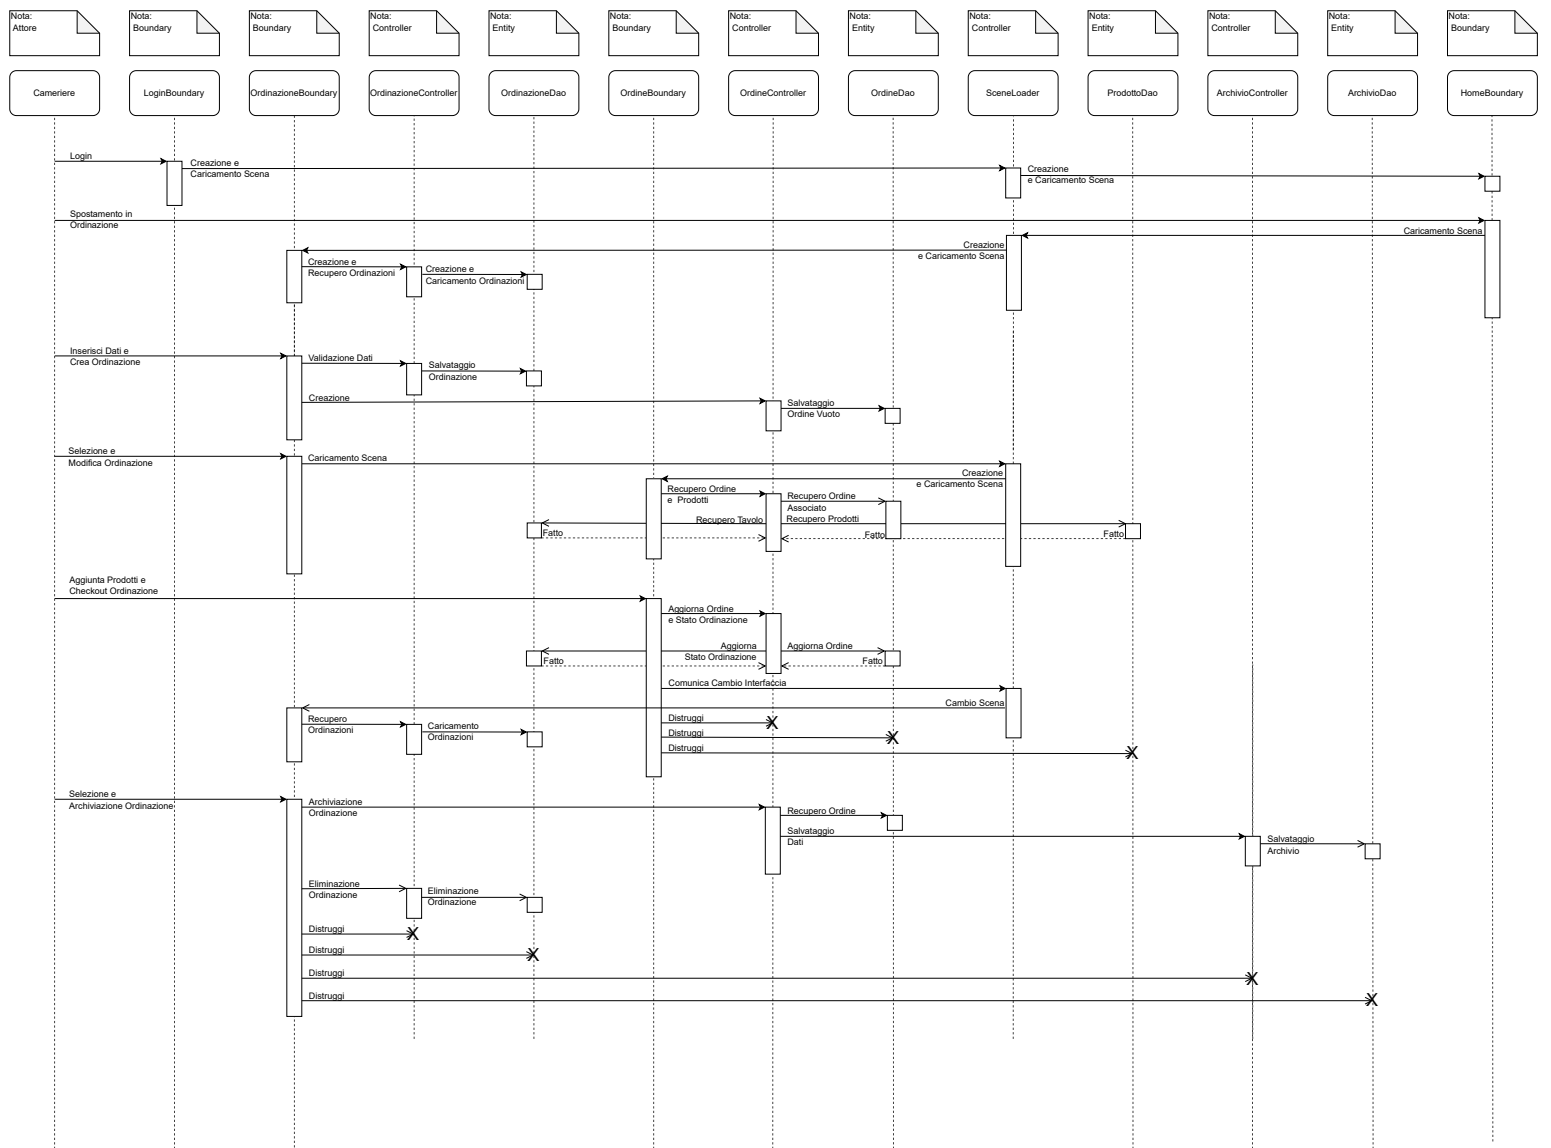 Nota:
Attore
Nota:
Boundary
Nota:
Boundary
Nota:
Controller
Nota:
Entity
Nota:
Boundary
Nota:
Controller
Nota:
Entity
Nota:
Controller
Nota:
Entity
Nota:
Controller
Nota:
Entity
Nota:
Boundary
Cameriere
LoginBoundary
OrdinazioneBoundary
OrdinazioneController
OrdinazioneDao
OrdineBoundary
OrdineController
OrdineDao
SceneLoader
ProdottoDao
ArchivioController
ArchivioDao
HomeBoundary
Login
Creazione e
Caricamento Scena
Creazione
e Caricamento Scena
Spostamento in
Ordinazione
Caricamento Scena
Creazione
e Caricamento Scena
Creazione e
Recupero Ordinazioni
Creazione e
Caricamento Ordinazioni
Inserisci Dati e
Crea Ordinazione
Validazione Dati
Salvataggio
Ordinazione
Creazione
Salvataggio
Ordine Vuoto
Selezione e
Modifica Ordinazione
Caricamento Scena
Creazione
e Caricamento Scena
Recupero Ordine
e Prodotti
Recupero Ordine
Associato
Recupero Tavolo
Recupero Prodotti
Fatto
Fatto
Fatto
Aggiunta Prodotti e
Checkout Ordinazione
Aggiorna Ordine
e Stato Ordinazione
Aggiorna
Stato Ordinazione
Aggiorna Ordine
Fatto
Fatto
Comunica Cambio Interfaccia
Cambio Scena
Recupero
Ordinazioni
Caricamento
Ordinazioni
Distruggi
X
Distruggi
X
Distruggi
X
Selezione e
Archiviazione Ordinazione
Archiviazione
Ordinazione
Recupero Ordine
Salvataggio
Dati
Salvataggio
Archivio
Eliminazione
Ordinazione
Eliminazione
Ordinazione
Distruggi
X
Distruggi
X
Distruggi
X
Distruggi
X